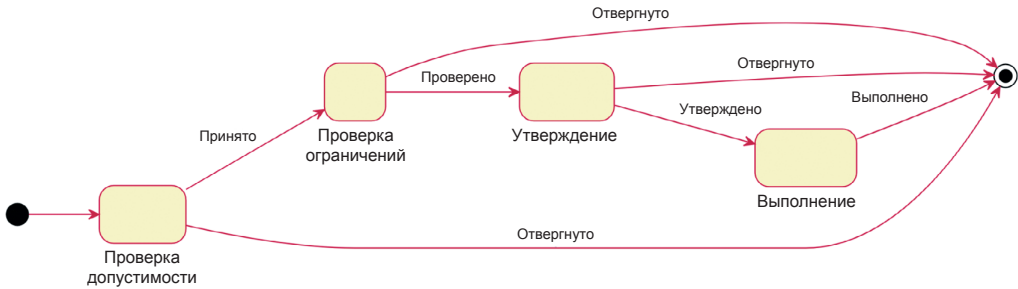 Отвергнуто
Отвергнуто
Проверено
Выполнено
Утверждено
Принято
Проверка
ограничений
Утверждение
Выполнение
Отвергнуто
Проверка
допустимости